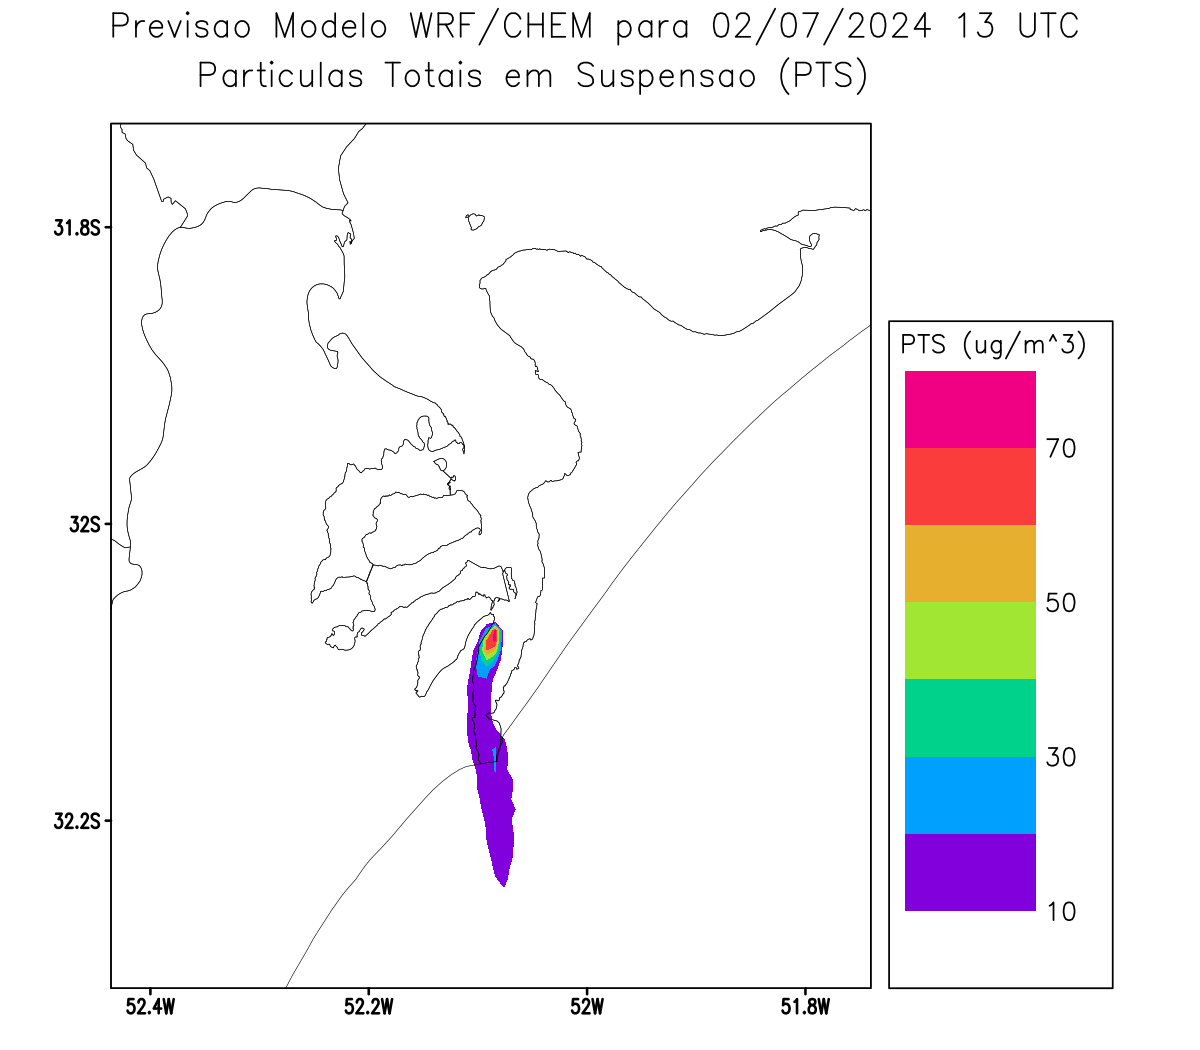 Previsao Modelo WRF/CHEM para 02/07/2024 13 UTC
Particulas Totais em Suspensao (PTS)
31.8S
32S
32.2S
52.4W
52.2W
52W
51.8W
PTS (ug/m^3)
70
50
30
10